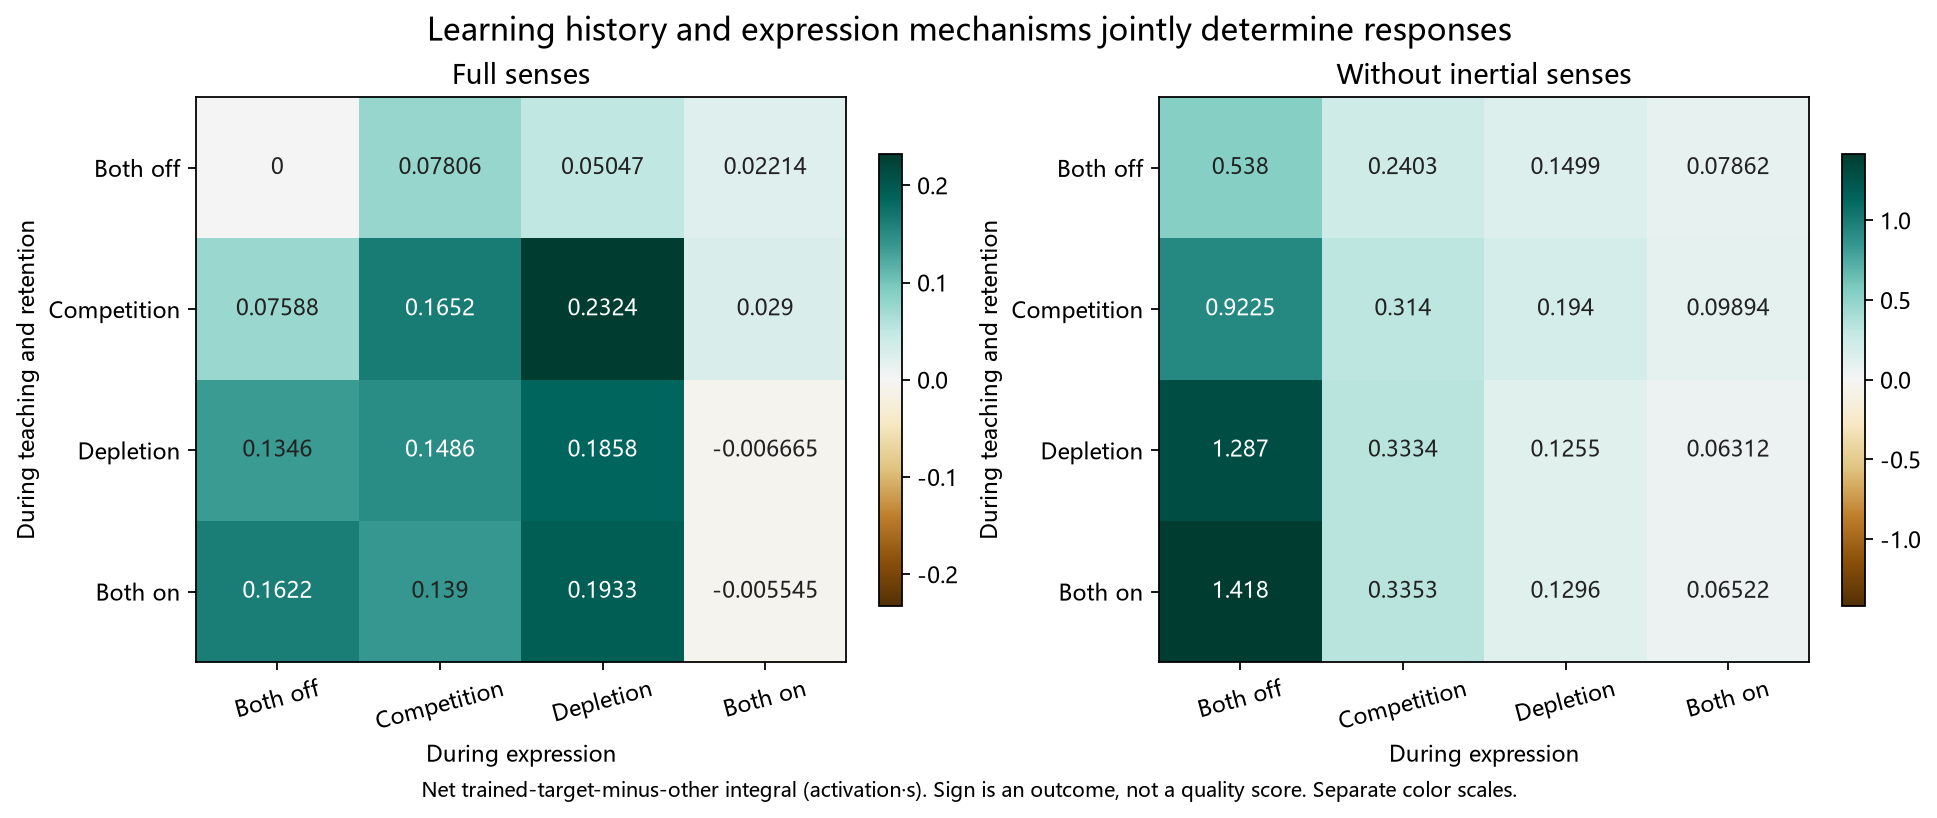 Learning history and expression mechanisms jointly determine responses
Full senses
During teaching and retention
Both off
0 0.07806 0.05047 0.02214
Competition
0.07588 0.1652 0.2324 0.029
Depletion
0.1346 0.1486 0.1858 -0.006665
Both on
0.1622 0.139 0.1933 -0.005545
Both off Competition Depletion Both on
During expression
0.2
0.1
0.0
-0.1
-0.2
Without inertial senses
During teaching and retention
Both off
0.538 0.2403 0.1499 0.07862
Competition
0.9225 0.314 0.194 0.09894
Depletion
1.287 0.3334 0.1255 0.06312
Both on
1.418 0.3353 0.1296 0.06522
Both off Competition Depletion Both on
During expression
1.0
0.5
0.0
-0.5
-1.0
Net trained-target-minus-other integral (activation·s). Sign is an outcome, not a quality score. Separate color scales.